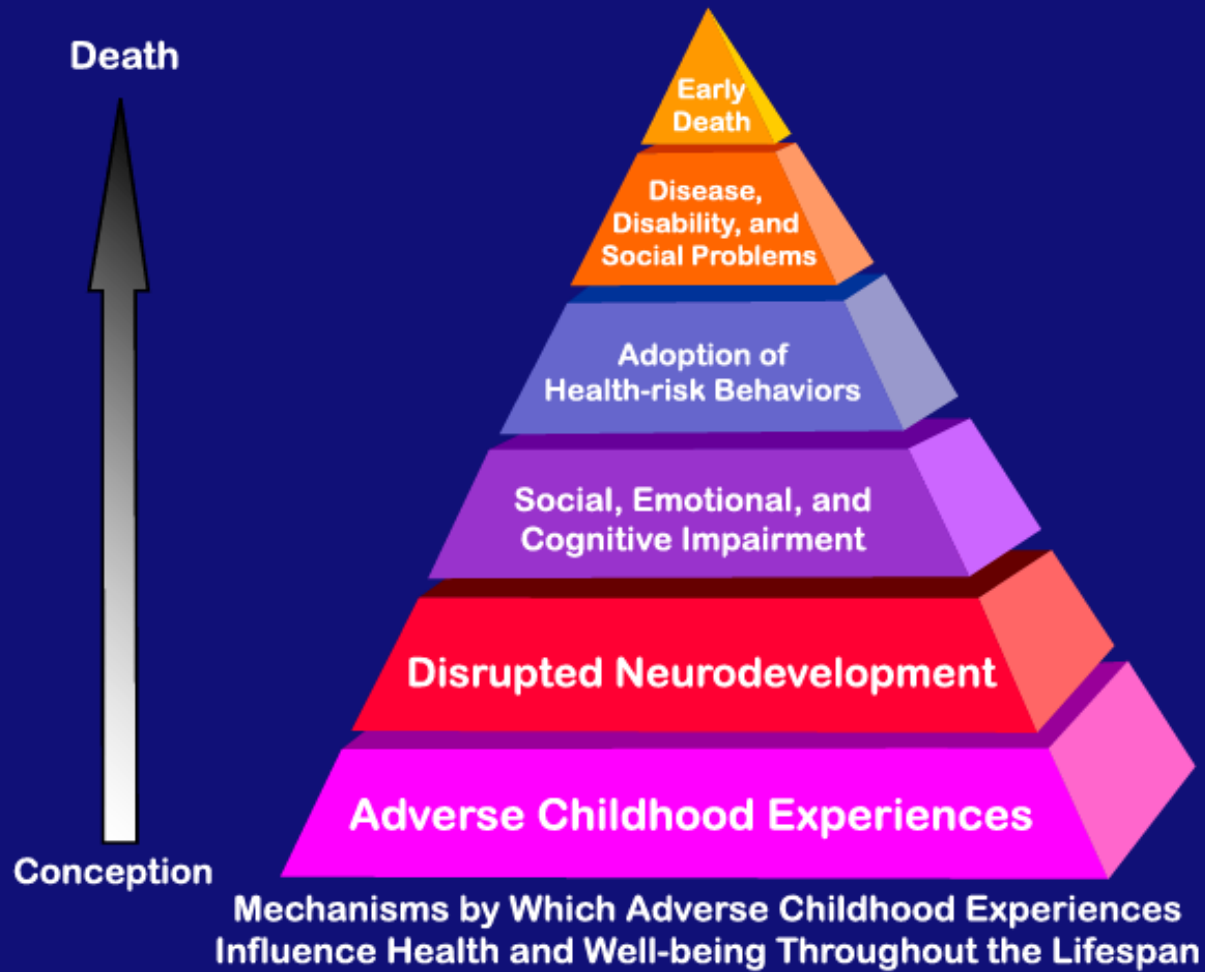 Death
Early
Death
Disease,
Disability, and
Social Problems
Adoption of
Health-risk Behaviors
Social, Emotional, and
Cognitive Impairment
Disrupted Neurodevelopment
Adverse Childhood Experiences
Conception
Mechanisms by Which Adverse Childhood Experiences
Influence Health and Well-being Throughout the Lifespan